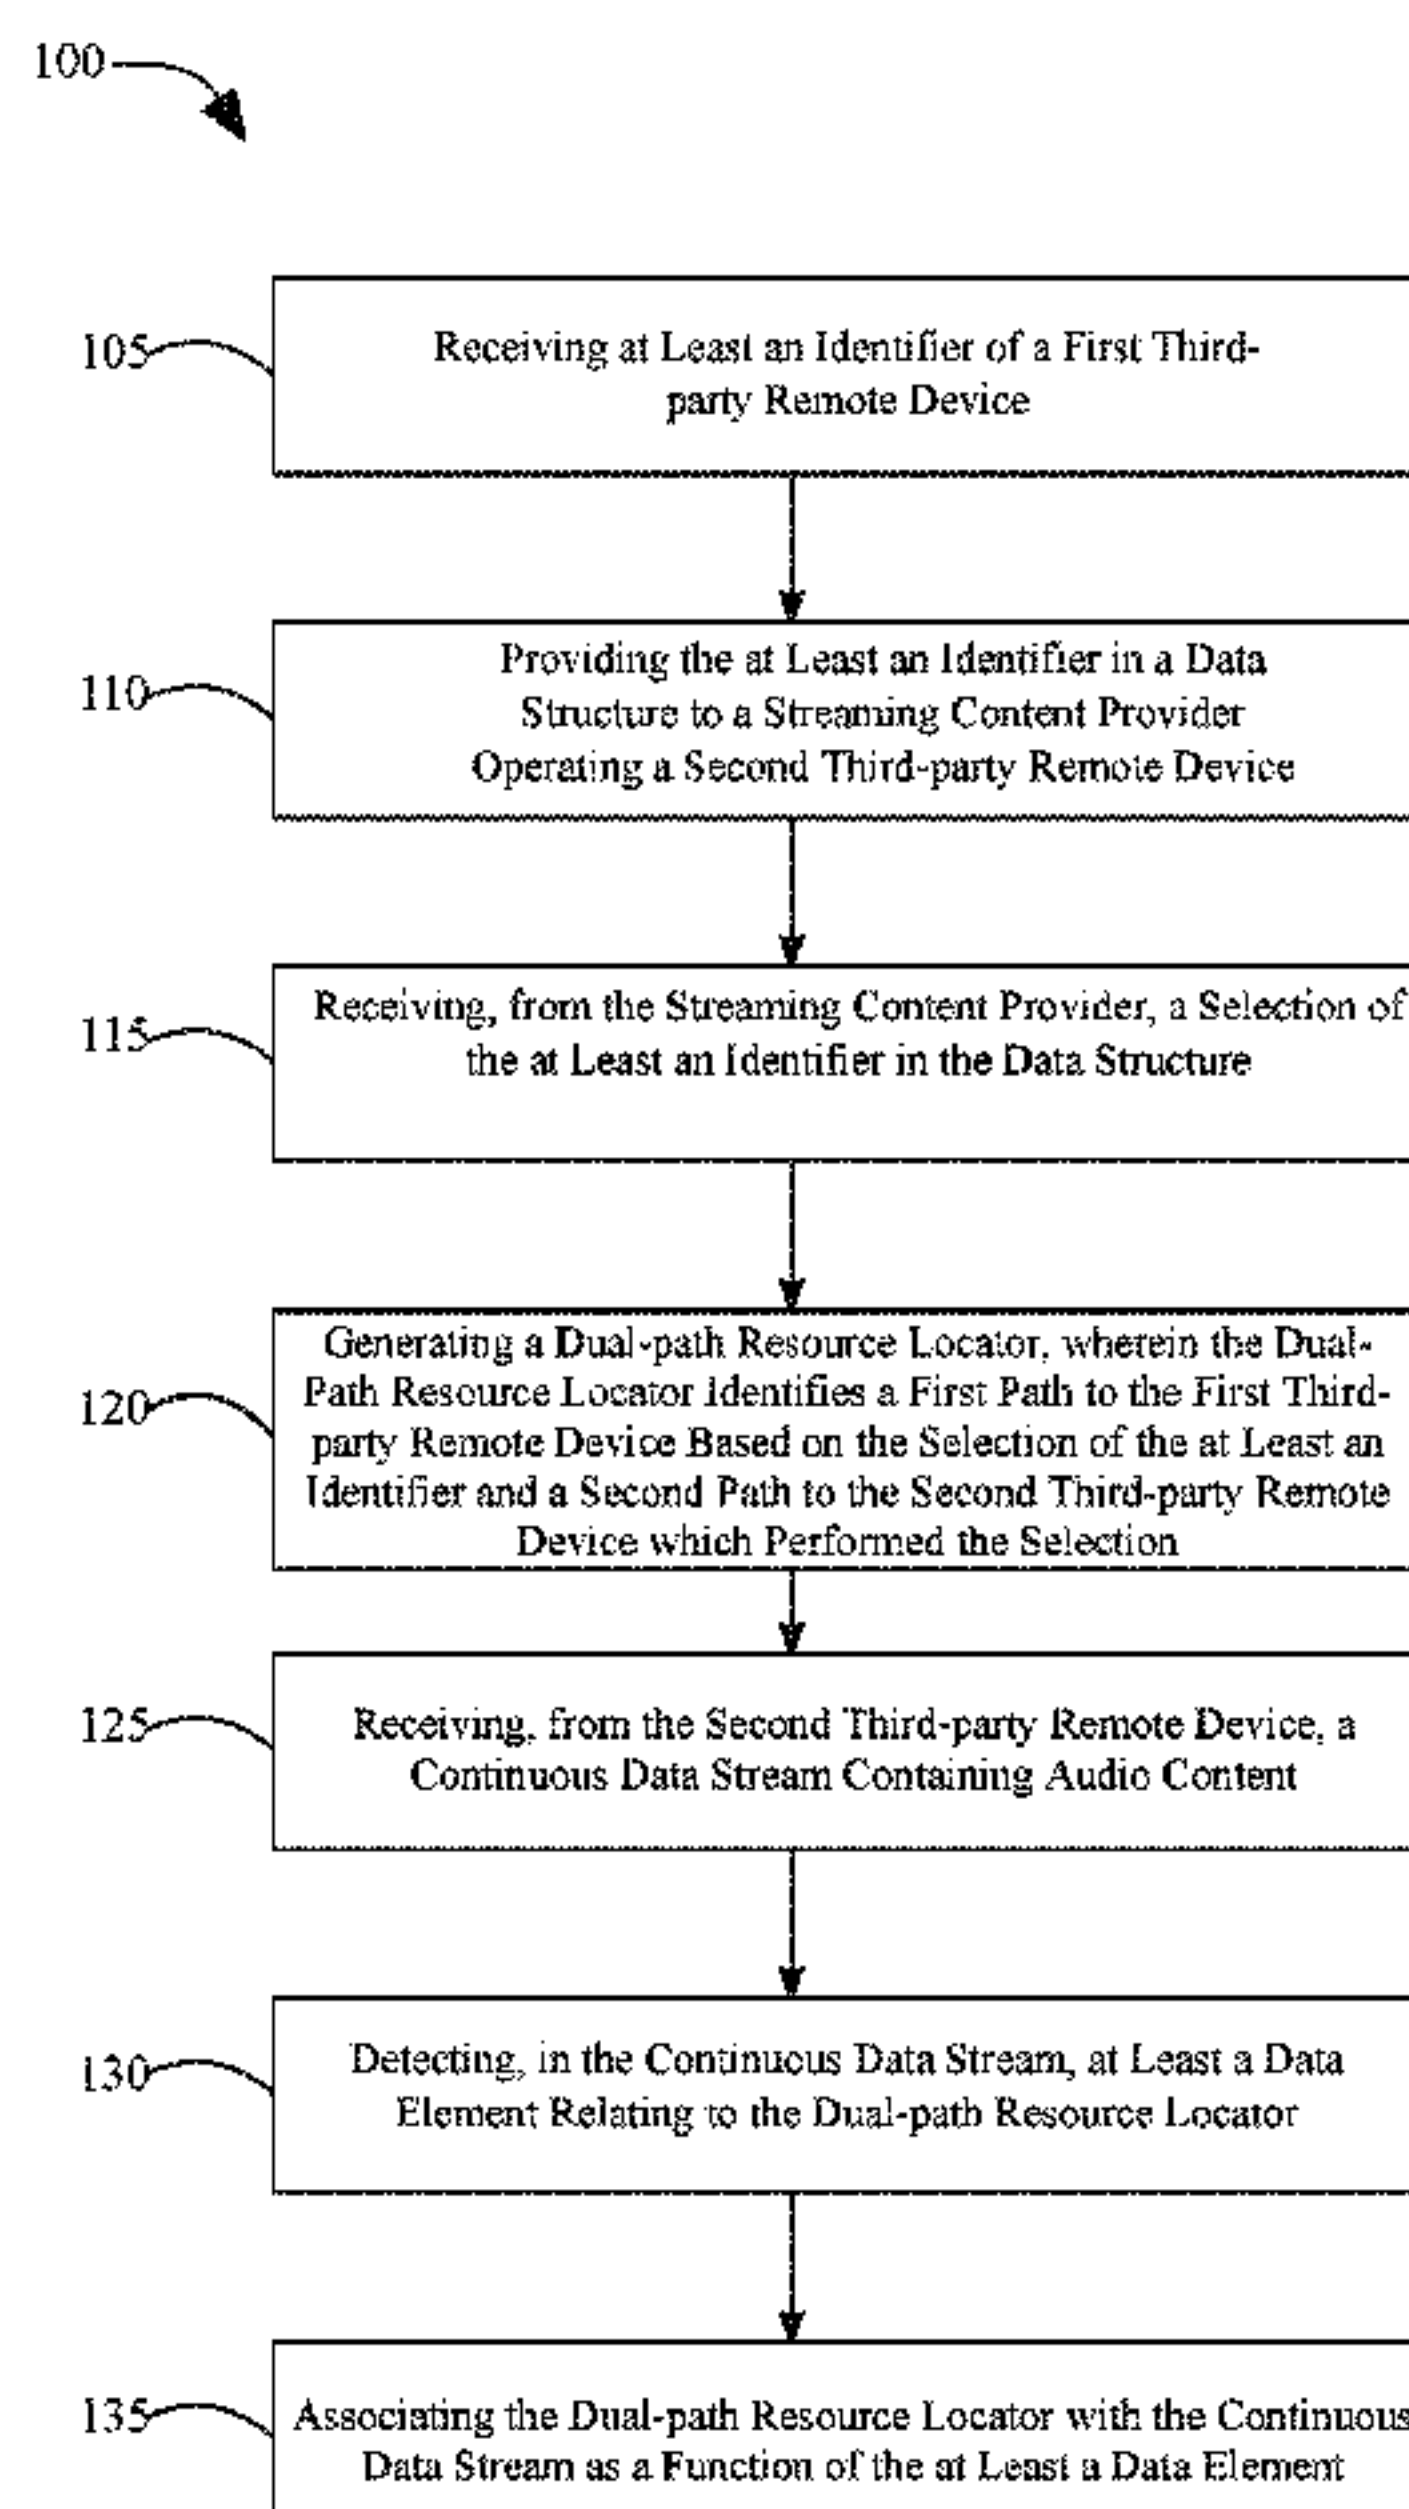 100
105
Receiving at Least an Identifier of a First Third-
party Remote Device
110
Providing the at Least an Identifier in a Data
Structure to a Streaming Content Provider
Operating a Second Third-party Remote Device
115
Receiving, from the Streaming Content Provider, a Selection of
the at Least an Identifier in the Data Structure
120
Generating a Dual-path Resource Locator, wherein the Dual-
Path Resource Locator Identifies a First Path to the First Third-
party Remote Device Based on the Selection of the at Least an
Identifier and a Second Path to the Second Third-party Remote
Device which Performed the Selection
125
Receiving, from the Second Third-party Remote Device, a
Continuous Data Stream Containing Audio Content
130
Detecting, in the Continuous Data Stream, at Least a Data
Element Relating to the Dual-path Resource Locator
135
Associating the Dual-path Resource Locator with the Continuous
Data Stream as a Function of the at Least a Data Element